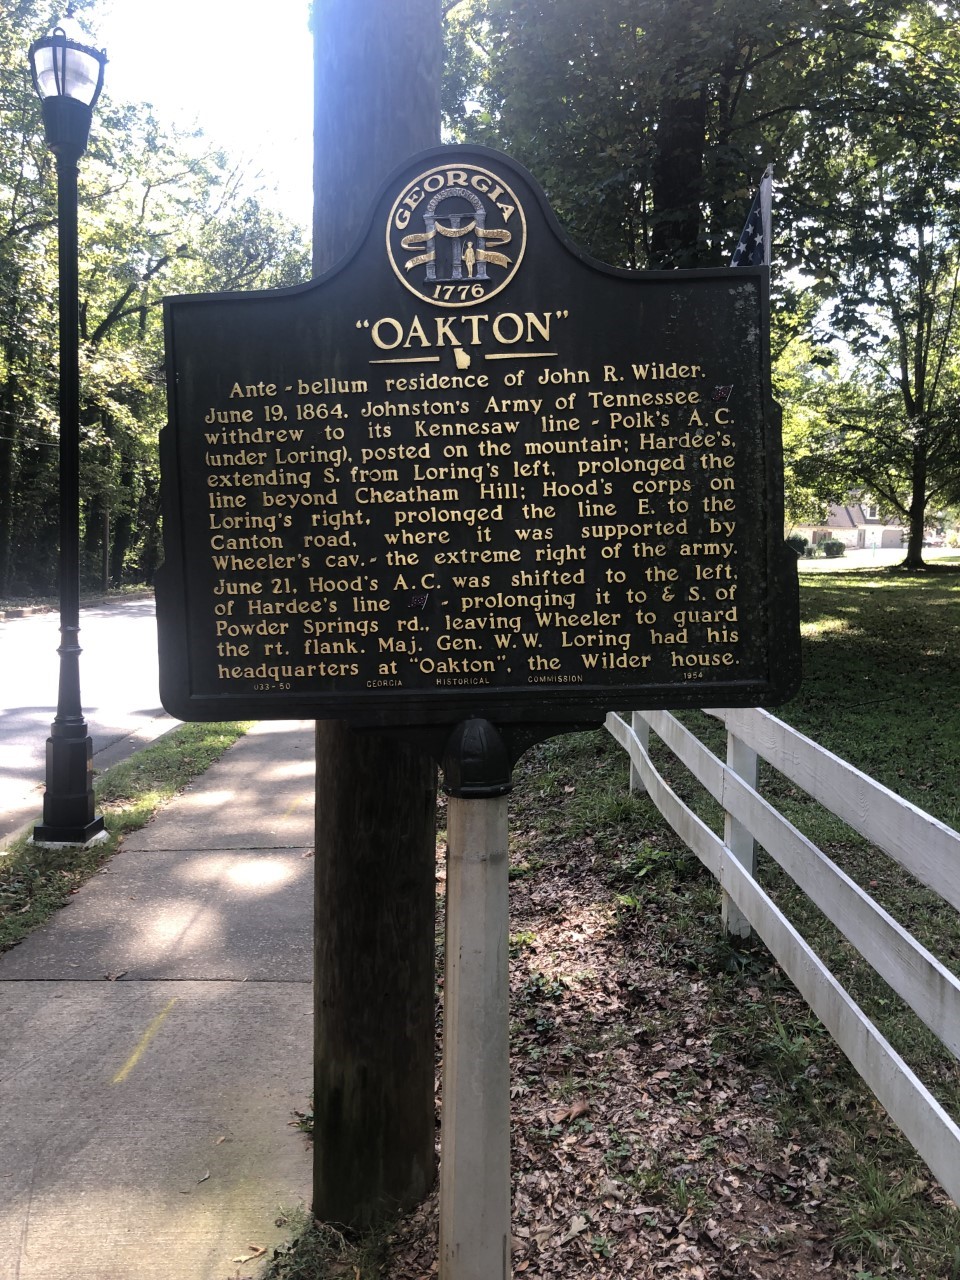 GEORGIA
1776
"OAKTON"
Ante-bellum residence of John R. Wilder.
June 19, 1864. Johnston's Army of Tennessee
withdrew to its Kennesaw line - Polk's A.C.
(under Loring), posted on the mountain; Hardee's,
extending S. from Loring's left, prolonged the
line beyond Cheatham Hill; Hood's corps on
Loring's right, prolonged the line E. to the
Canton road, where it was supported by
Wheeler's cav. - the extreme right of the army.
June 21, Hood's A.C. was shifted to the left,
of Hardee's line - prolonging it to & S. of
Powder Springs rd., leaving Wheeler to guard
the rt. flank. Maj. Gen. W.W. Loring had his
headquarters at "Oakton", the Wilder house.
033-50 GEORGIA HISTORICAL COMMISSION 1954